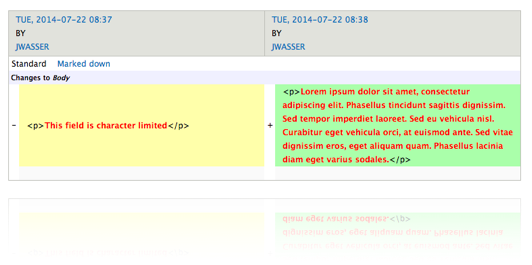 TUE, 2014-07-22 08:37
BY
JWASSER
TUE, 2014-07-22 08:38
BY
JWASSER
Standard Marked down
Changes to Body
- <p>This field is character limited</p>
+ <p>Lorem ipsum dolor sit amet, consectetur
adipiscing elit. Phasellus tincidunt sagittis dignissim.
Sed tempor imperdiet laoreet. Sed eu vehicula nisl.
Curabitur eget vehicula orci, at euismod ante. Sed vitae
dignissim eros, eget aliquam quam. Phasellus lacinia
diam eget varius sodales.</p>